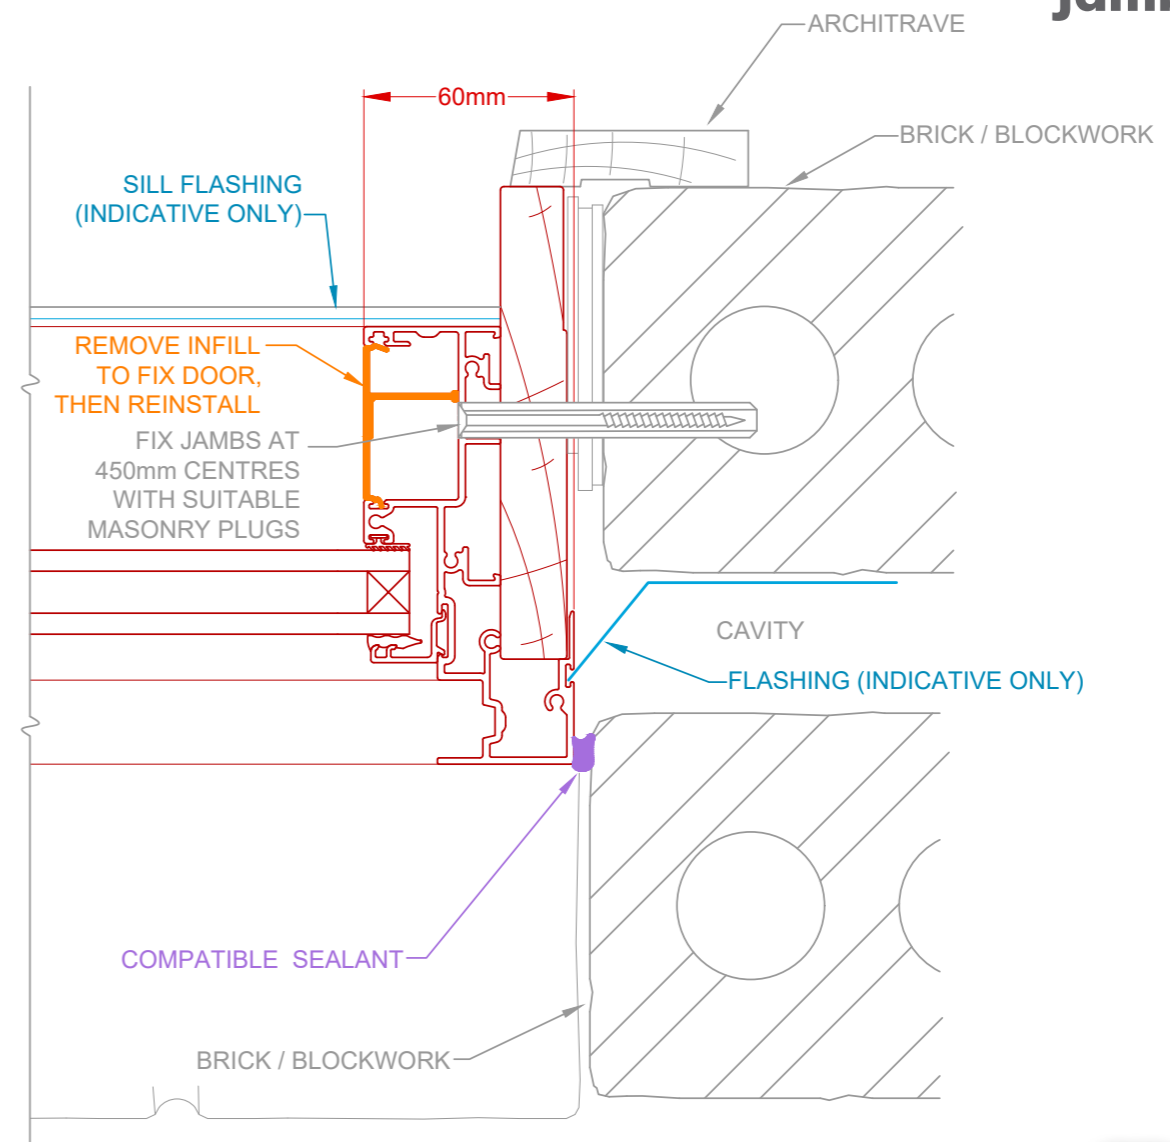 ARCHITRAVE
60mm
BRICK / BLOCKWORK
SILL FLASHING
(INDICATIVE ONLY)
REMOVE INFILL
TO FIX DOOR,
THEN REINSTALL
FIX JAMBS AT
450mm CENTRES
WITH SUITABLE
MASONRY PLUGS
CAVITY
FLASHING (INDICATIVE ONLY)
COMPATIBLE SEALANT
BRICK / BLOCKWORK